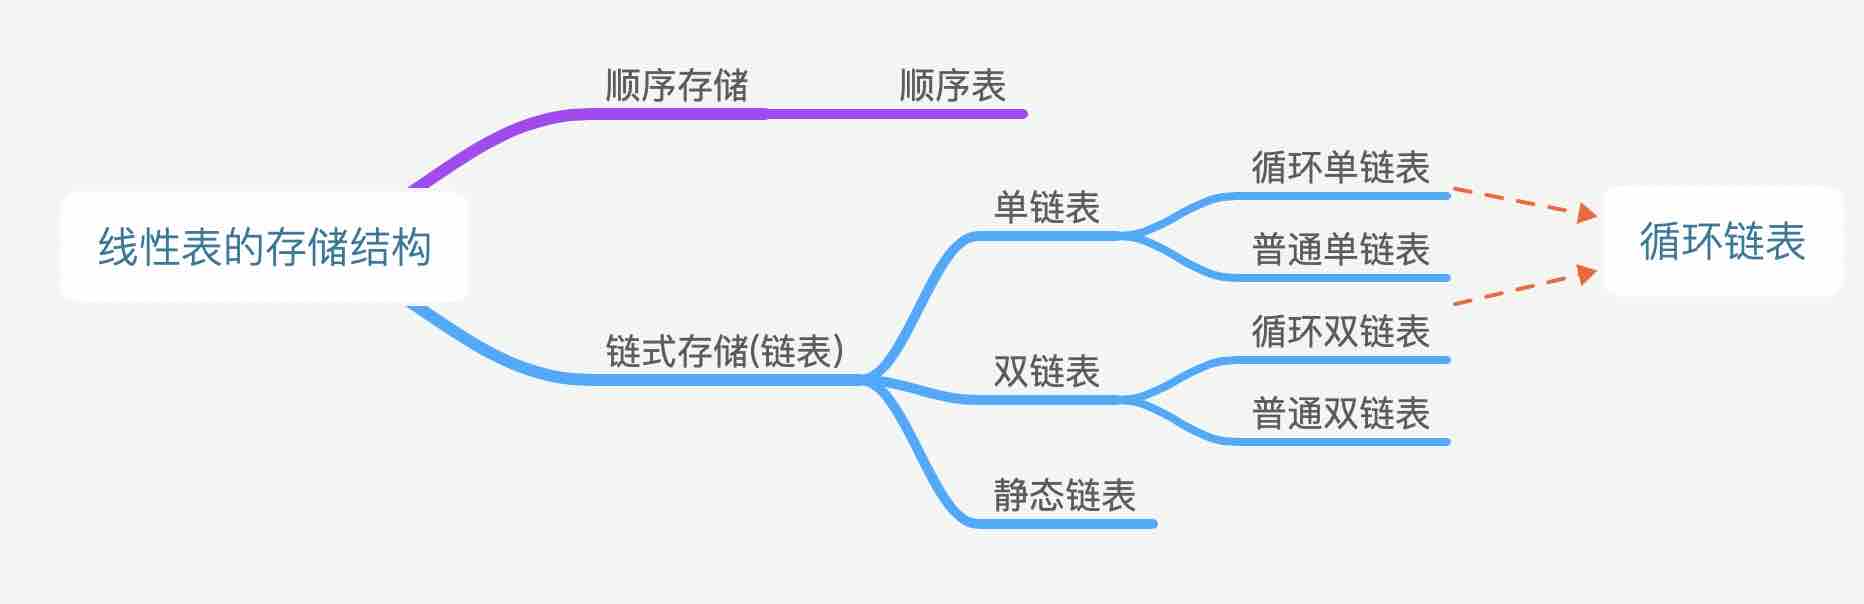 线性表的存储结构
顺序存储
顺序表
链式存储(链表)
单链表
循环单链表
普通单链表
双链表
循环双链表
普通双链表
静态链表
循环链表